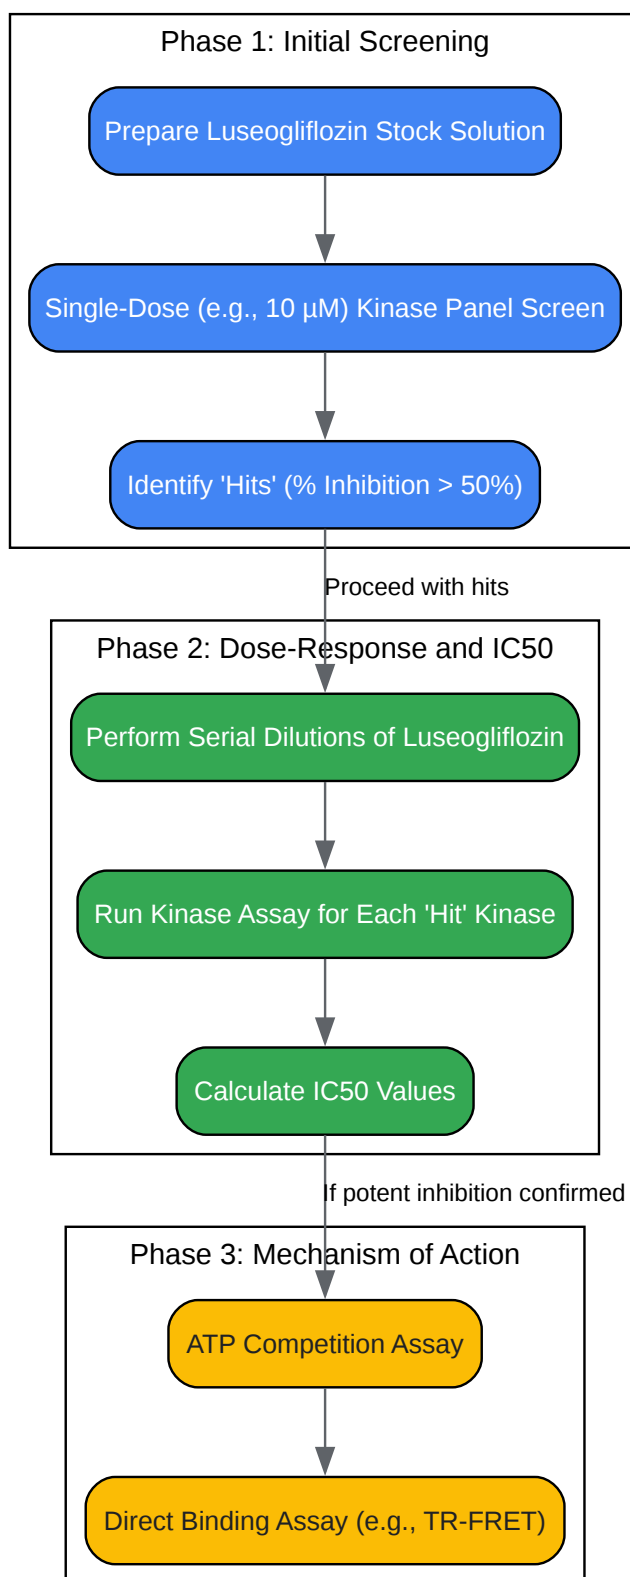 Phase 1: Initial Screening
Prepare Luseogliflozin Stock Solution
Single-Dose (e.g., 10 µM) Kinase Panel Screen
Identify 'Hits' (% Inhibition > 50%)
Proceed with hits
Phase 2: Dose-Response and IC50
Perform Serial Dilutions of Luseogliflozin
Run Kinase Assay for Each 'Hit' Kinase
Calculate IC50 Values
If potent inhibition confirmed
Phase 3: Mechanism of Action
ATP Competition Assay
Direct Binding Assay (e.g., TR-FRET)